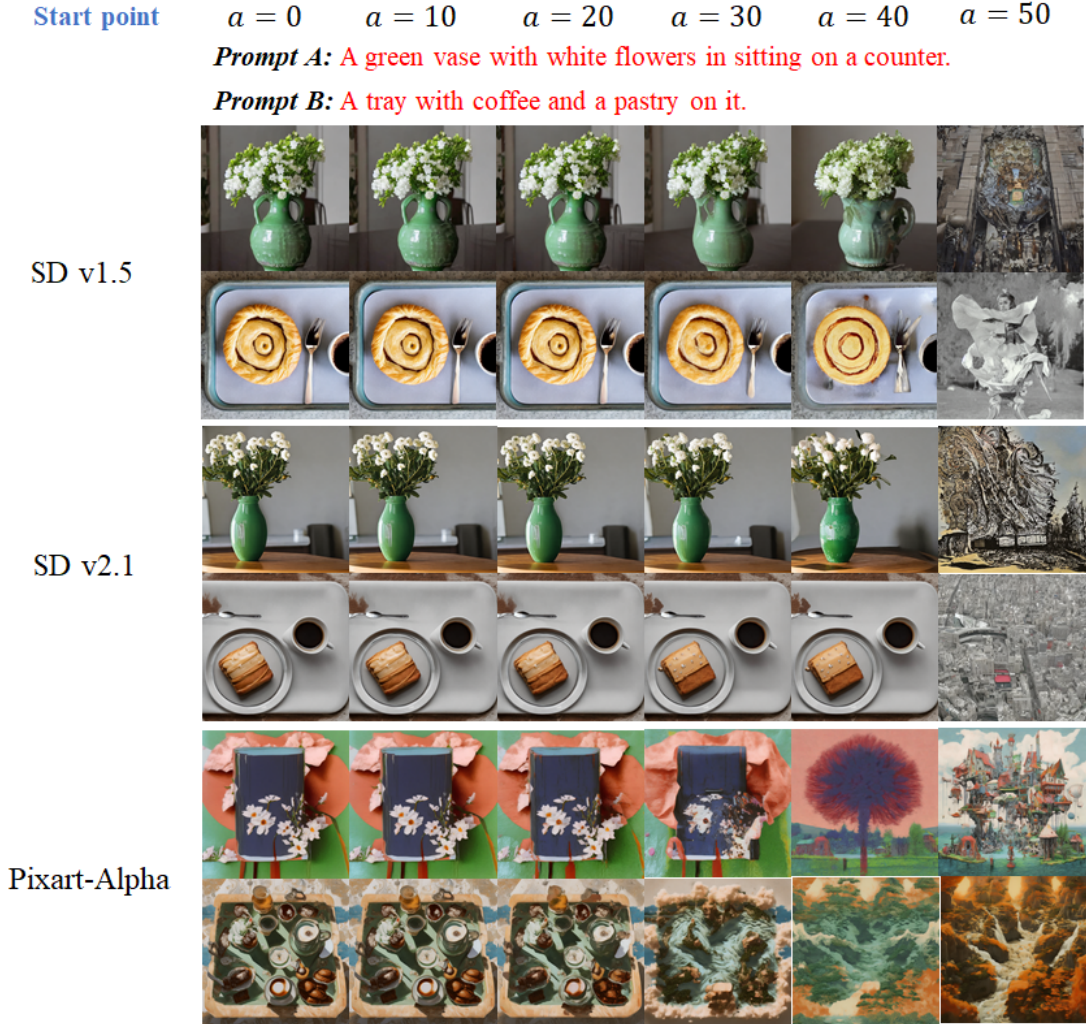 Start point a = 0 a = 10 a = 20 a = 30 a = 40 a = 50
Prompt A: A green vase with white flowers in sitting on a counter.
Prompt B: A tray with coffee and a pastry on it.
SD v1.5
SD v2.1
Pixart-Alpha